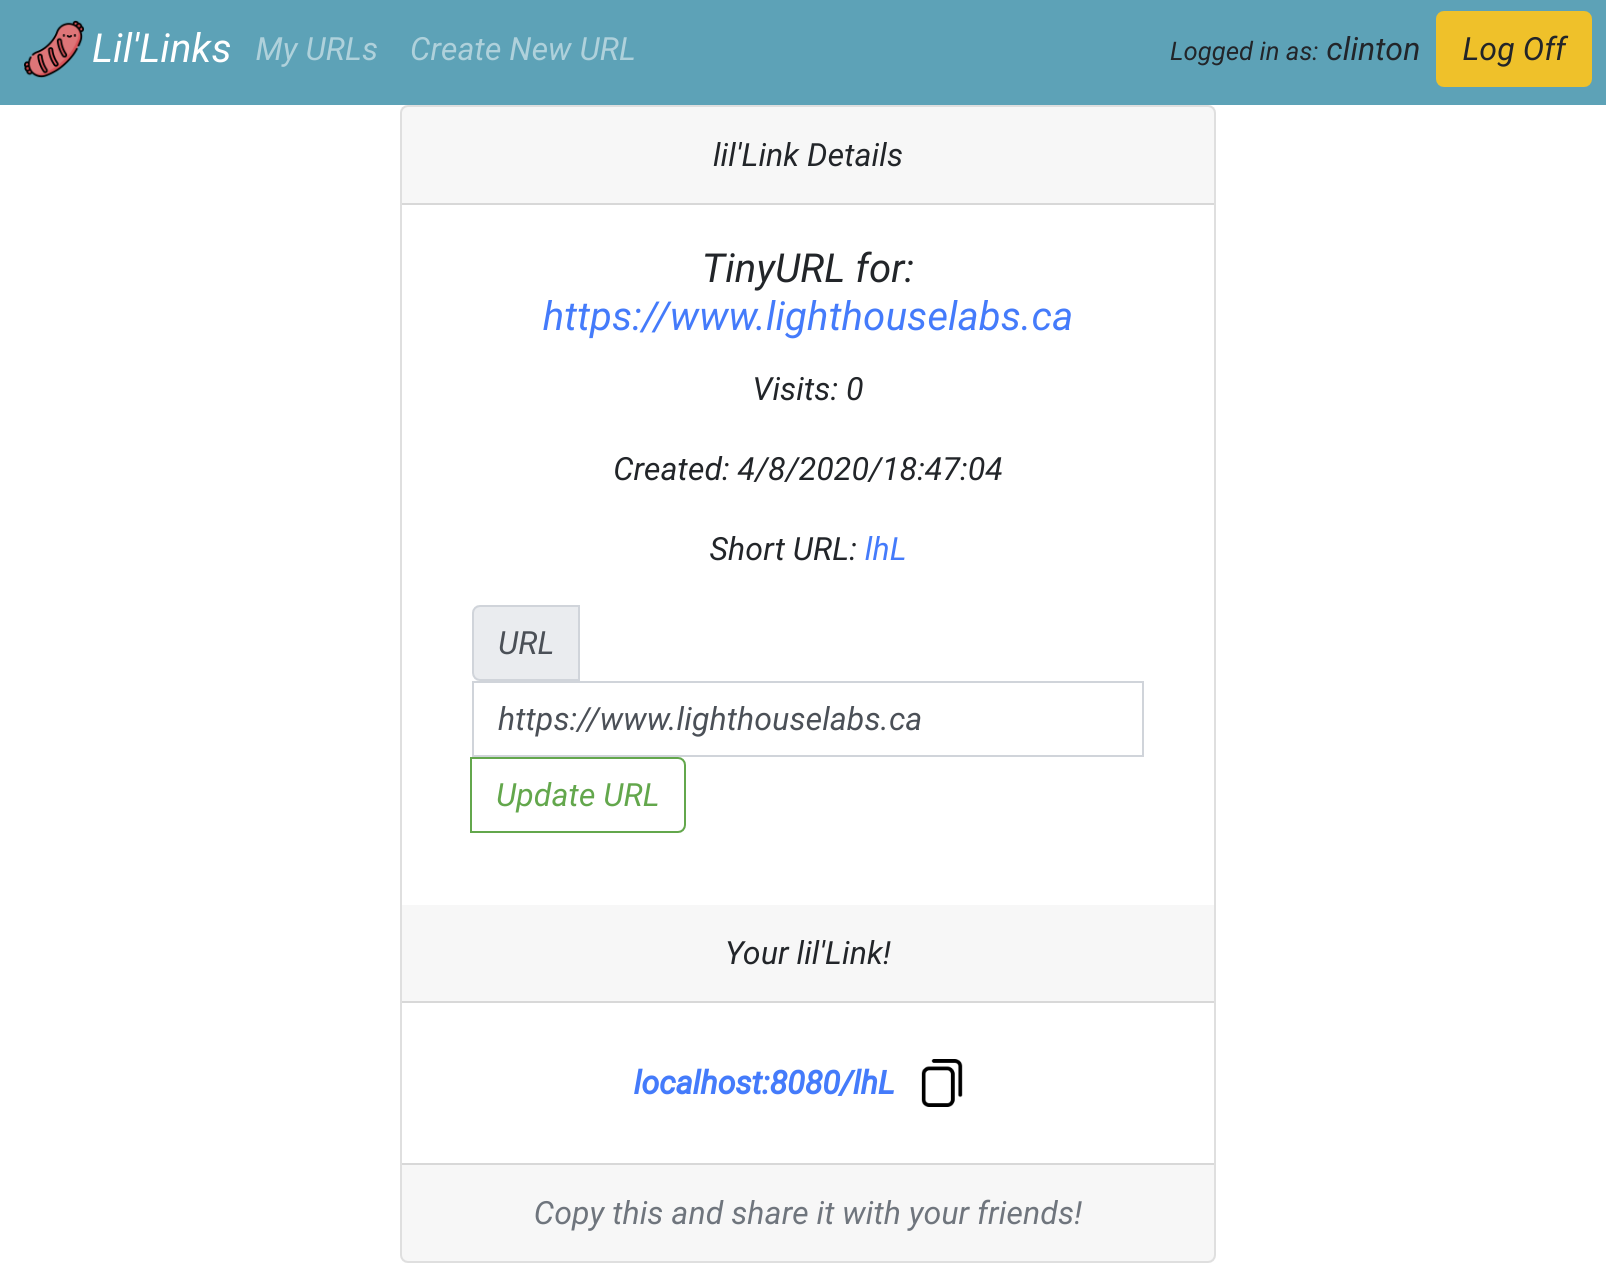 Lil'Links My URLs Create New URL Logged in as: clinton Log Off
lil'Link Details
TinyURL for:
https://www.lighthouselabs.ca
Visits: 0
Created: 4/8/2020/18:47:04
Short URL: lhL
URL
https://www.lighthouselabs.ca
Update URL
Your lil'Link!
localhost:8080/lhL
Copy this and share it with your friends!